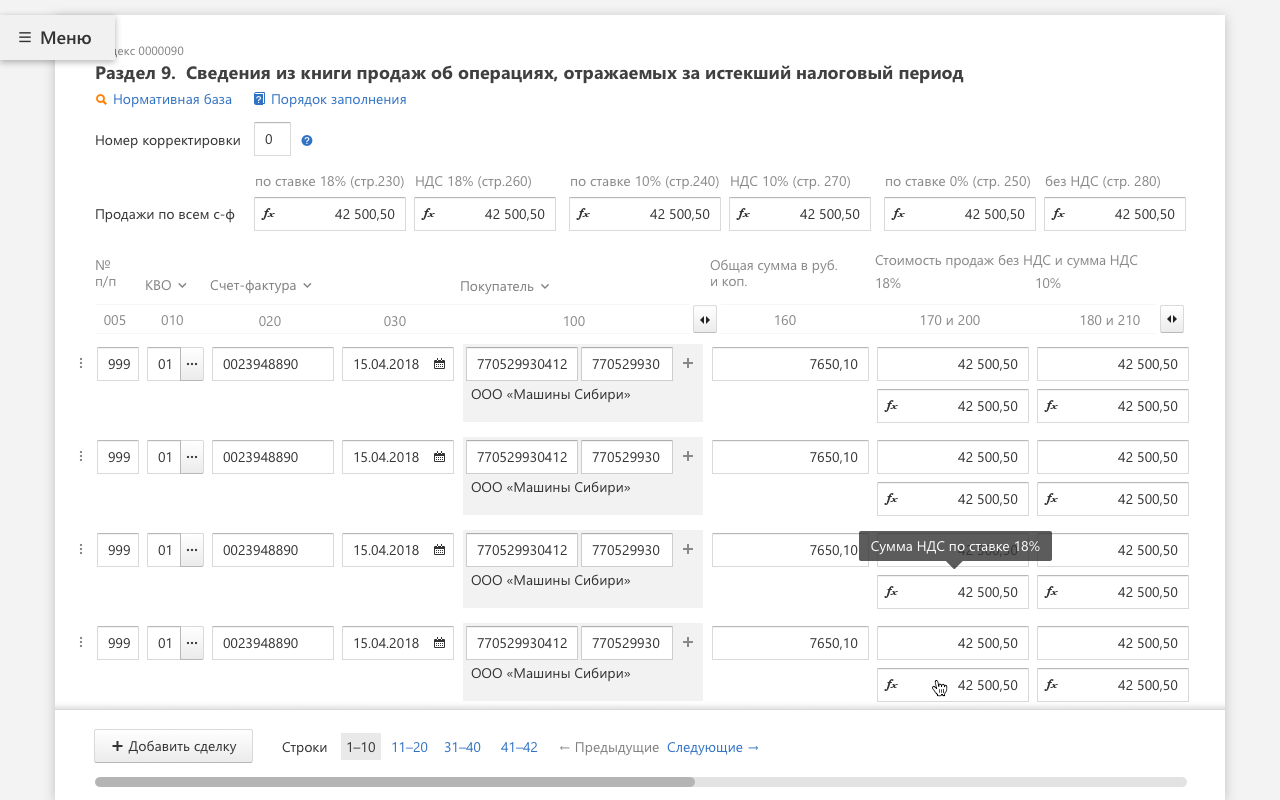 Меню
декс 0000090
Раздел 9. Сведения из книги продаж об операциях, отражаемых за истекший налоговый период
Нормативная база Порядок заполнения
Номер корректировки 0
по ставке 18% (стр.230) НДС 18% (стр.260) по ставке 10% (стр.240) НДС 10% (стр. 270) по ставке 0% (стр. 250) без НДС (стр. 280)
Продажи по всем с-ф fx 42 500,50 fx 42 500,50 fx 42 500,50 fx 42 500,50 fx 42 500,50 fx 42 500,50
№ п/п КВО Счет-фактура Покупатель Общая сумма в руб. и коп. Стоимость продаж без НДС и сумма НДС
18% 10%
005 010 020 030 100 160 170 и 200 180 и 210
999 01 ... 0023948890 15.04.2018 770529930412 770529930 + 7650,10 42 500,50 42 500,50
ООО «Машины Сибири» fx 42 500,50 fx 42 500,50
999 01 ... 0023948890 15.04.2018 770529930412 770529930 + 7650,10 42 500,50 42 500,50
ООО «Машины Сибири» fx 42 500,50 fx 42 500,50
999 01 ... 0023948890 15.04.2018 770529930412 770529930 + 7650,10 Сумма НДС по ставке 18% 42 500,50
ООО «Машины Сибири» fx 42 500,50 fx 42 500,50
999 01 ... 0023948890 15.04.2018 770529930412 770529930 + 7650,10 42 500,50 42 500,50
ООО «Машины Сибири» fx 42 500,50 fx 42 500,50
+ Добавить сделку Строки 1–10 11–20 31–40 41–42 ← Предыдущие Следующие →